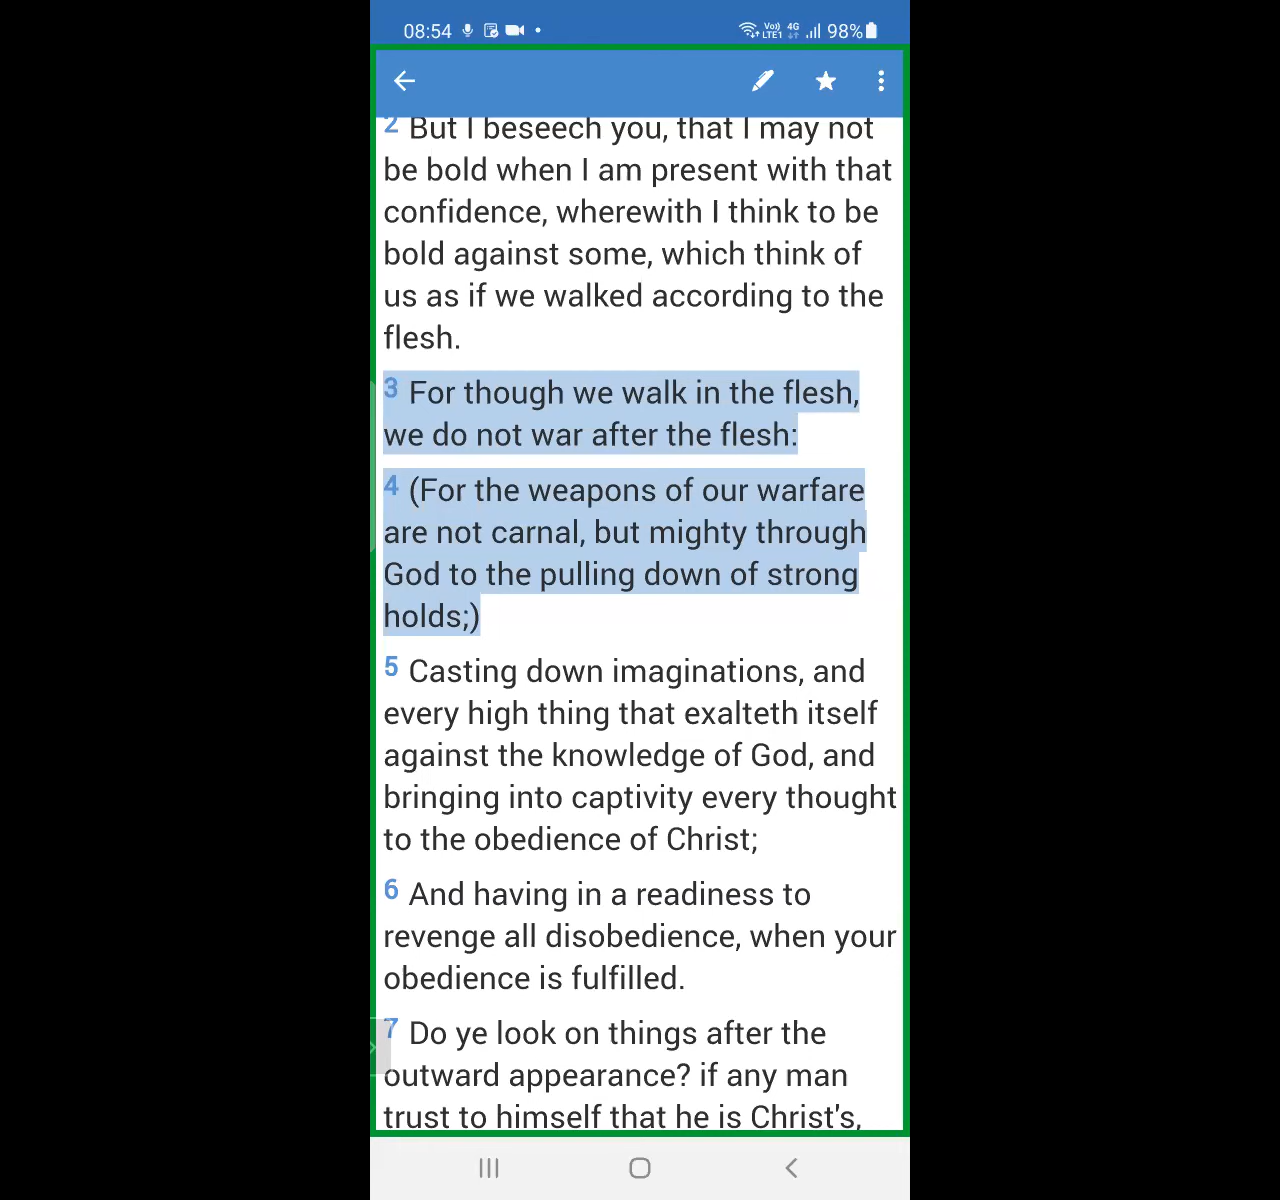 08:54 Vo)) LTE1 4G 98%
2 But I beseech you, that I may not
be bold when I am present with that
confidence, wherewith I think to be
bold against some, which think of
us as if we walked according to the
flesh.
3 For though we walk in the flesh,
we do not war after the flesh:
4 (For the weapons of our warfare
are not carnal, but mighty through
God to the pulling down of strong
holds;)
5 Casting down imaginations, and
every high thing that exalteth itself
against the knowledge of God, and
bringing into captivity every thought
to the obedience of Christ;
6 And having in a readiness to
revenge all disobedience, when your
obedience is fulfilled.
7 Do ye look on things after the
outward appearance? if any man
trust to himself that he is Christ's,